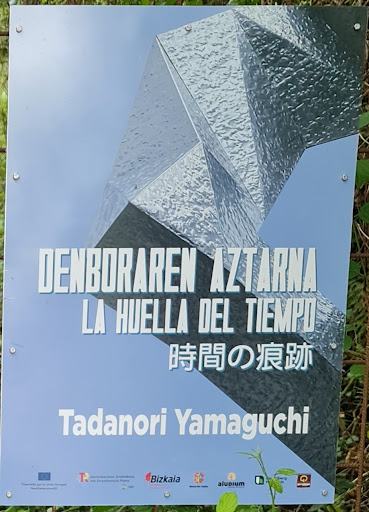 DENBORAREN AZTARNA
LA HUELLA DEL TIEMPO
時間の痕跡
Tadanori Yamaguchi
Bizkaia